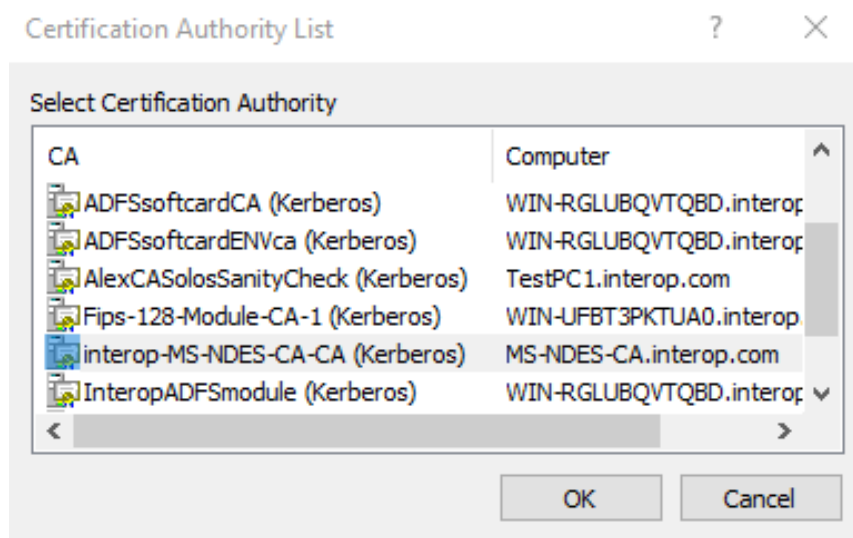 Certification Authority List ?
Select Certification Authority
CA Computer
ADFSsoftcardCA (Kerberos) WIN-RGLUBQVTQBD.interop
ADFSsoftcardENVca (Kerberos) WIN-RGLUBQVTQBD.interop
AlexCASolosSanityCheck (Kerberos) TestPC1.interop.com
Fips-128-Module-CA-1 (Kerberos) WIN-UFBT3PKTUA0.interop.
interop-MS-NDES-CA-CA (Kerberos) MS-NDES-CA.interop.com
InteropADFSmodule (Kerberos) WIN-RGLUBQVTQBD.interop
OK Cancel